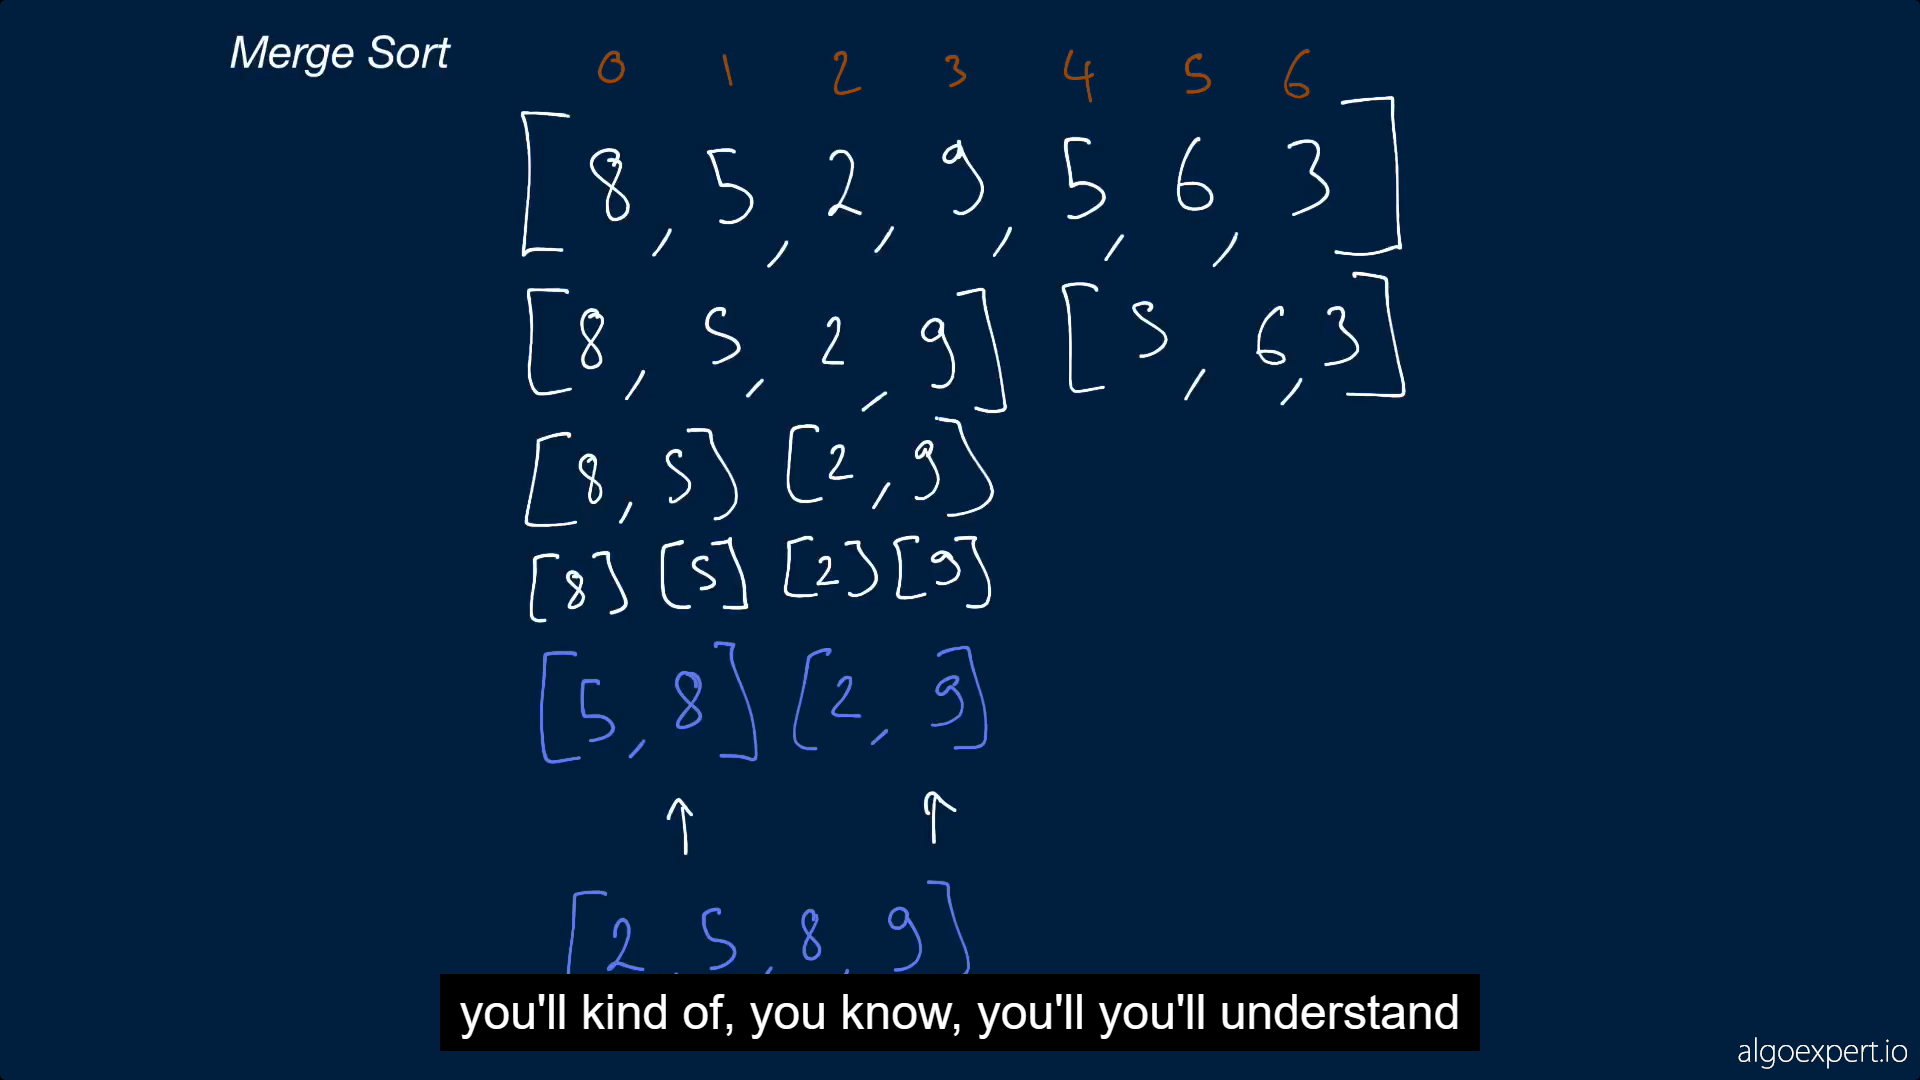 Merge Sort
0 1 2 3 4 5 6
[8, 5, 2, 9, 5, 6, 3]
[8, 5, 2, 9] [5, 6, 3]
[8, 5] [2, 9]
[8] [5] [2] [9]
[5, 8] [2, 9]
[2, 5, 8, 9]
you'll kind of, you know, you'll you'll understand
algoexpert.io